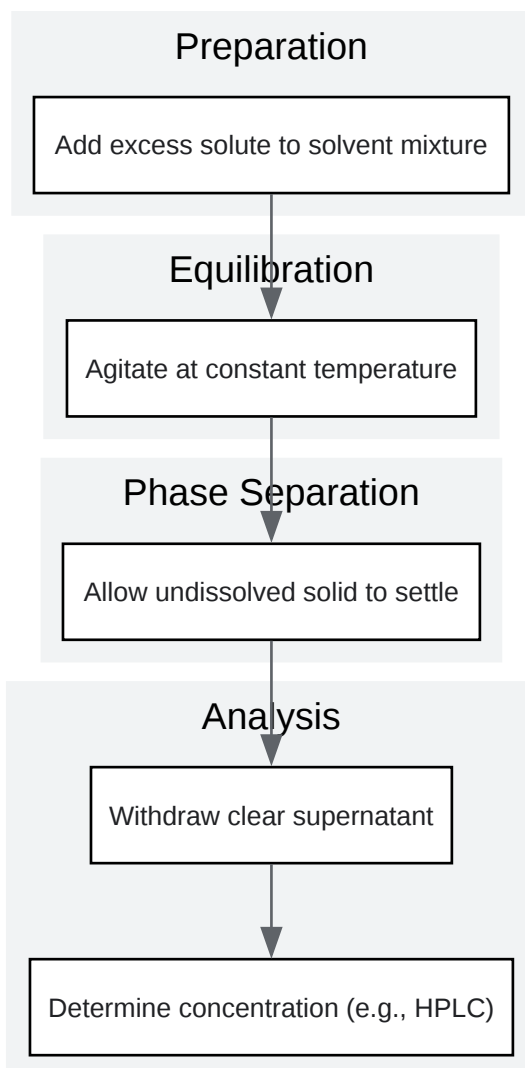 Preparation
Add excess solute to solvent mixture
Equilibration
Agitate at constant temperature
Phase Separation
Allow undissolved solid to settle
Analysis
Withdraw clear supernatant
Determine concentration (e.g., HPLC)